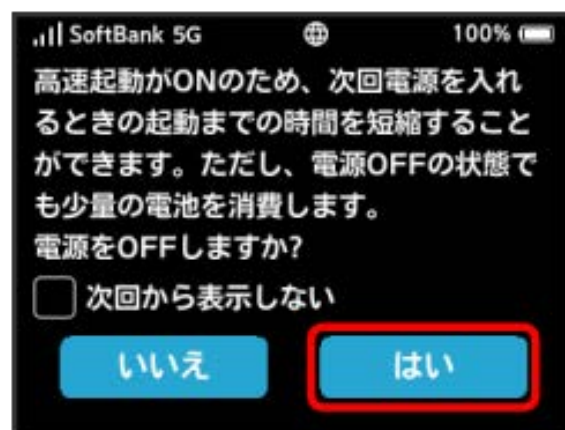 SoftBank 5G 100%
高速起動がONのため、次回電源を入れ
るときの起動までの時間を短縮すること
ができます。ただし、電源OFFの状態で
も少量の電池を消費します。
電源をOFFしますか?
次回から表示しない
いいえ はい